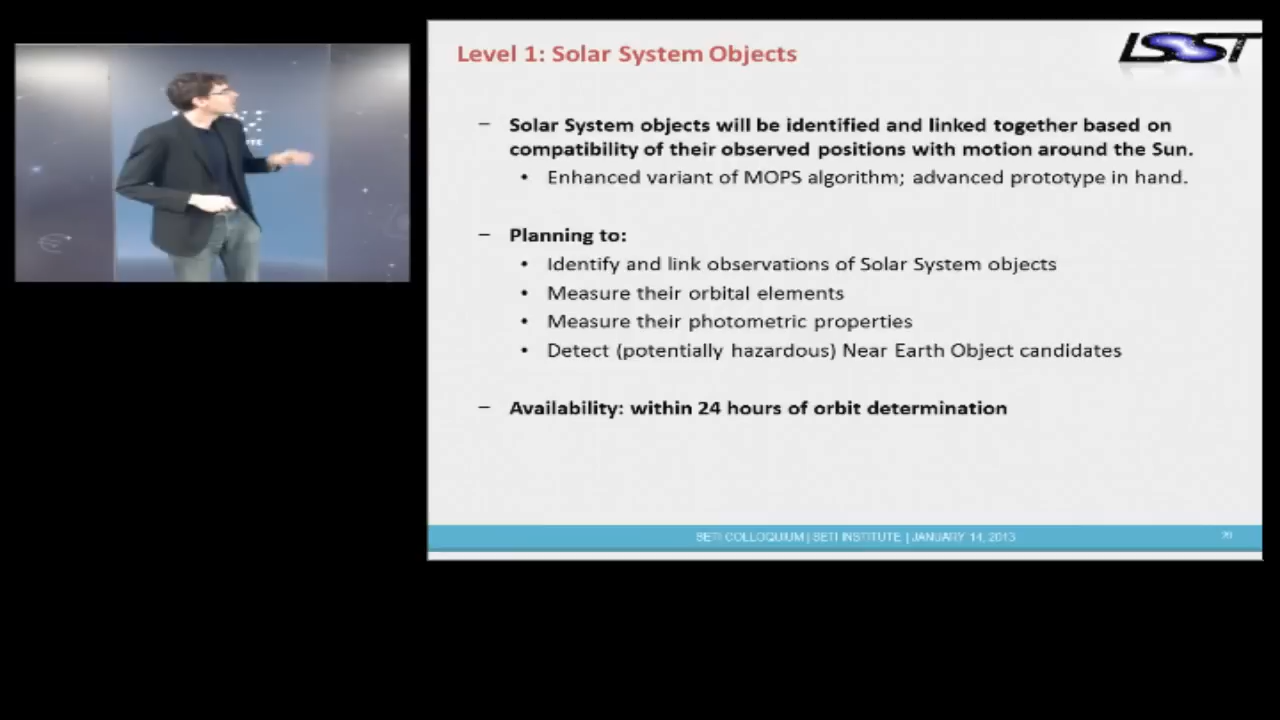 Level 1: Solar System Objects
LSST
– Solar System objects will be identified and linked together based on
compatibility of their observed positions with motion around the Sun.
• Enhanced variant of MOPS algorithm; advanced prototype in hand.
– Planning to:
• Identify and link observations of Solar System objects
• Measure their orbital elements
• Measure their photometric properties
• Detect (potentially hazardous) Near Earth Object candidates
– Availability: within 24 hours of orbit determination
SETI COLLOQUIUM | SETI INSTITUTE | JANUARY 14, 2013